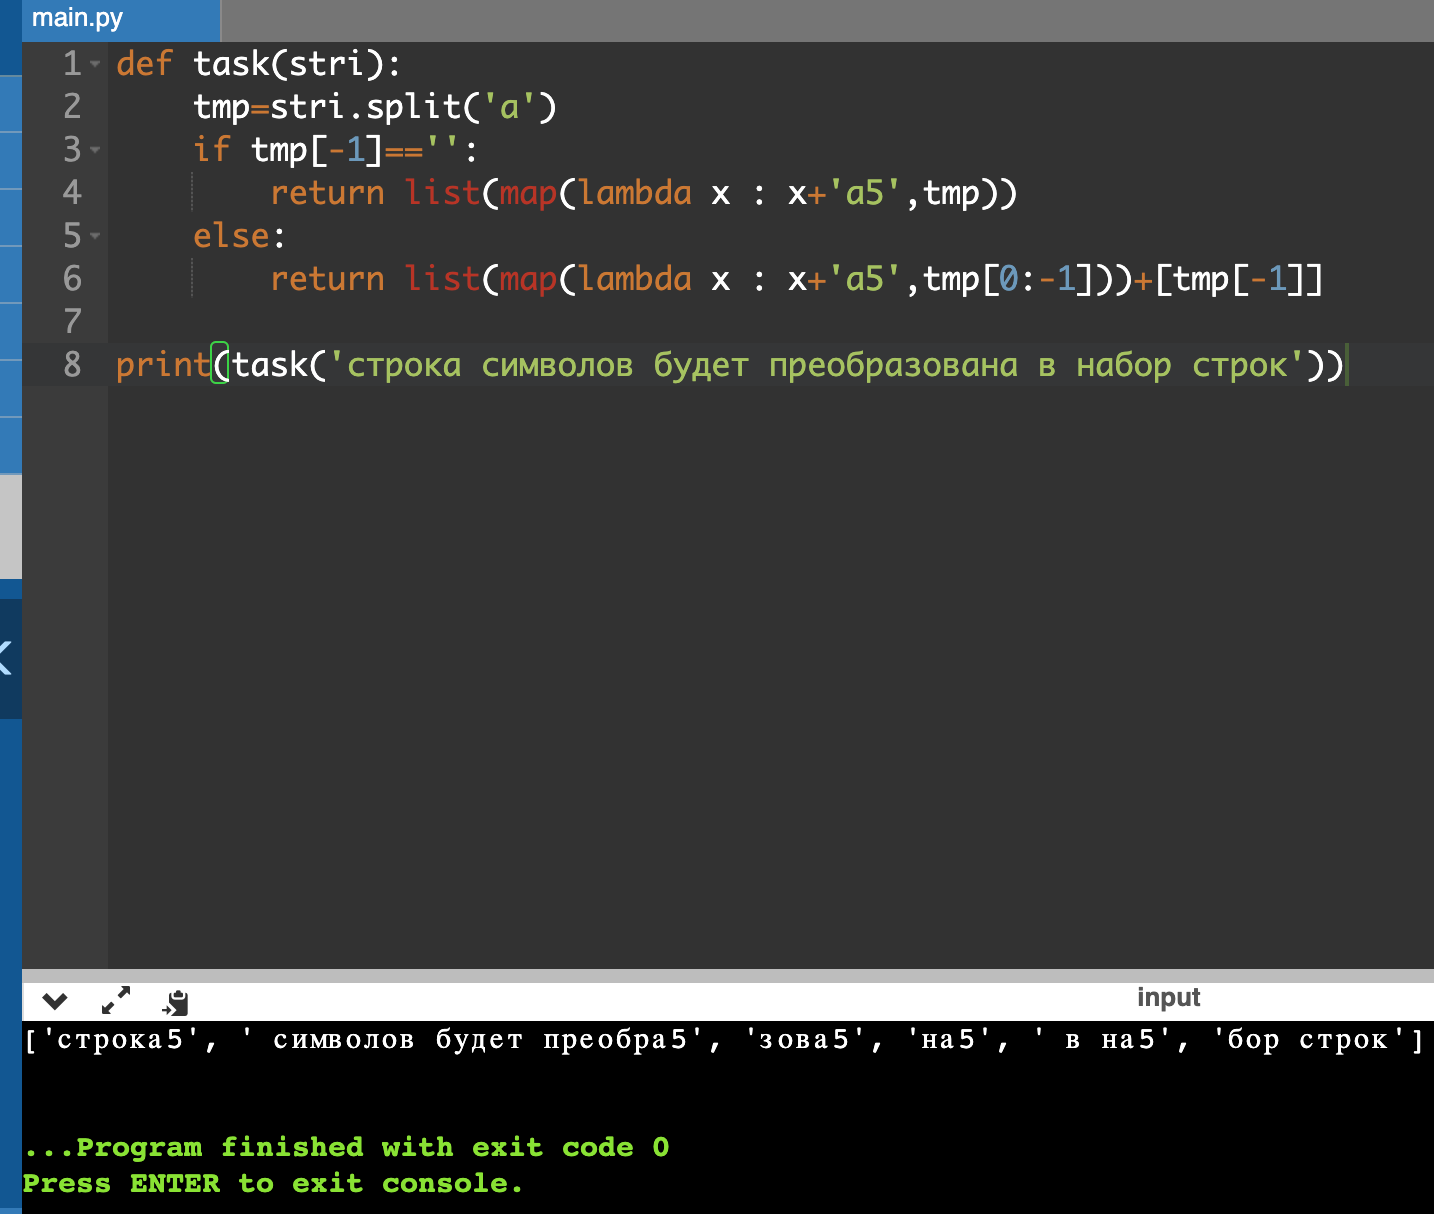 main.py
1 def task(stri):
2     tmp=stri.split('а')
3     if tmp[-1]=='':
4         return list(map(lambda x : x+'а5',tmp))
5     else:
6         return list(map(lambda x : x+'а5',tmp[0:-1]))+[tmp[-1]]
7
8 print(task('строка символов будет преобразована в набор строк'))
input
['строка5', ' символов будет преобра5', 'зова5', 'на5', ' в на5', 'бор строк']
...Program finished with exit code 0
Press ENTER to exit console.